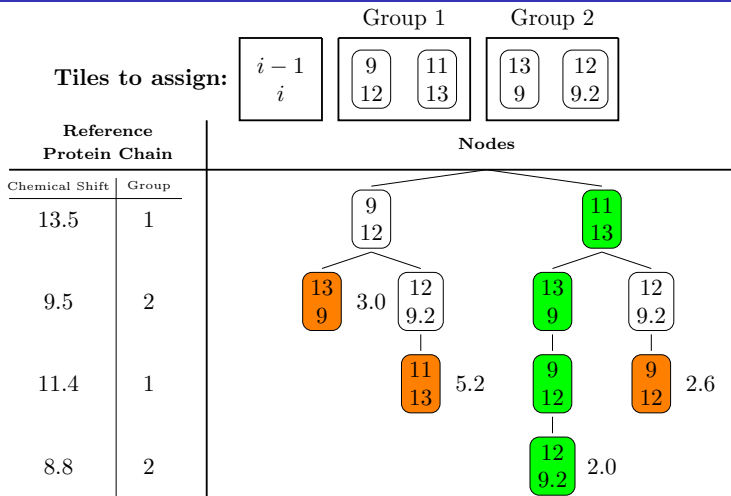 Group 1 Group 2
Tiles to assign: i − 1 9 11 13 12
i 12 13 9 9.2
Reference
Protein Chain
Nodes
Chemical Shift Group
13.5 1
9 11
12 13
9.5 2
13 12 13 12
9 3.0 9.2 9 9.2
11.4 1
11 9 9
13 5.2 12 12 2.6
8.8 2
12
9.2 2.0